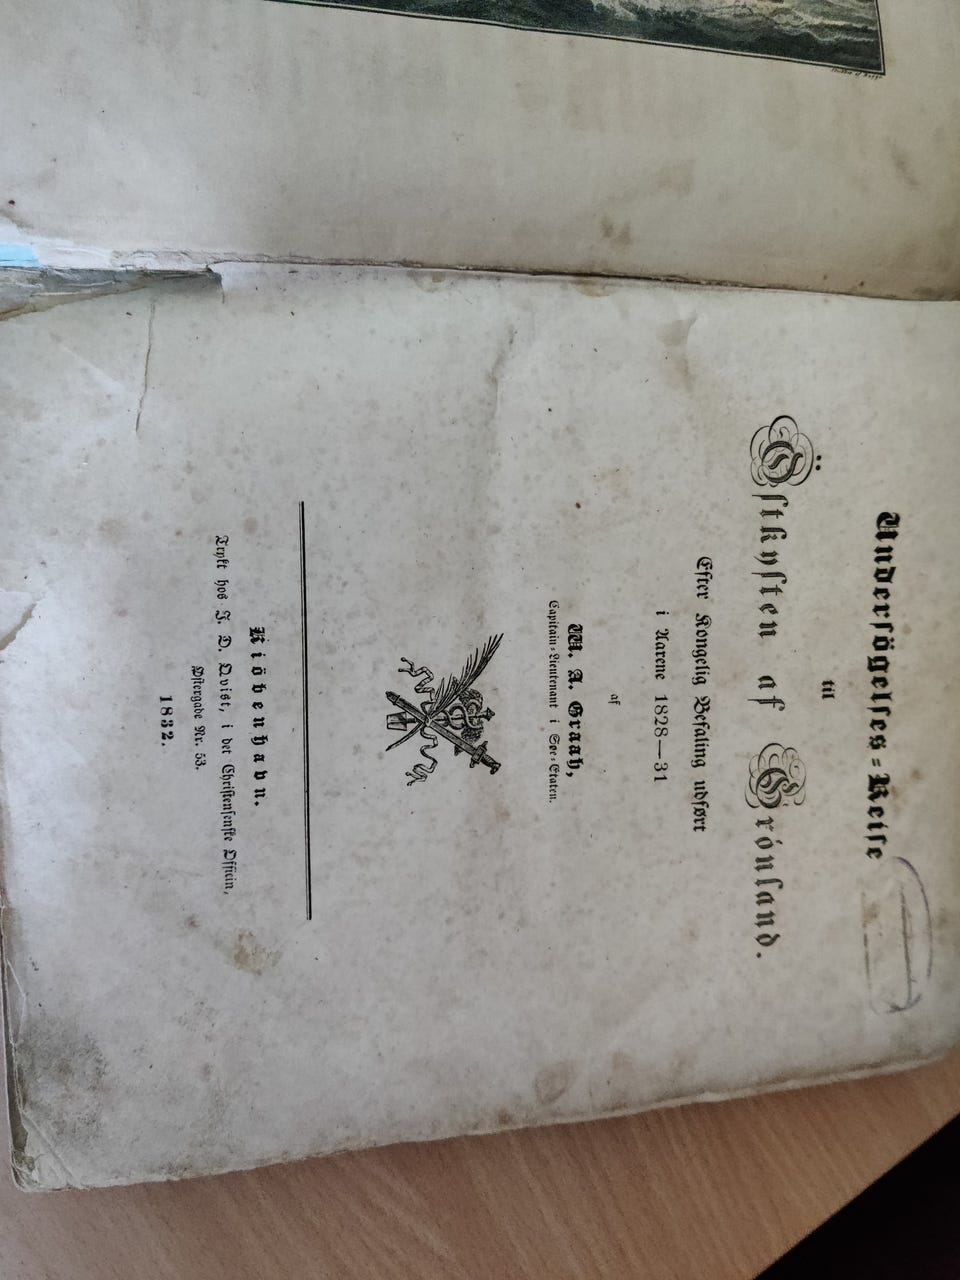 Undersögelses-Reise
til
Östkysten af Grönland.
Efter Kongelig Befaling udført
i Aarene 1828—31
af
W. A. Graah,
Capitain-Lieutenant i Søe-Etaten.
Kiöbenhavn.
Trykt hos J. D. Qvist, i det Christensenske Officin,
Østergade Nr. 53.
1832.